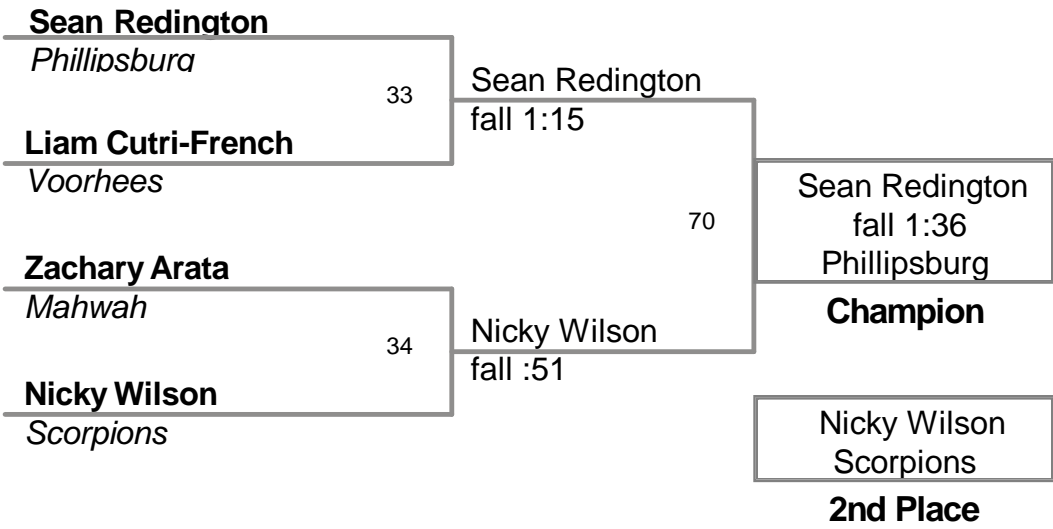 Sean Redington
Phillipsburg
33
Liam Cutri-French
Voorhees
Sean Redington
fall 1:15
Zachary Arata
Mahwah
34
Nicky Wilson
Scorpions
Nicky Wilson
fall :51
70
Sean Redington
fall 1:36
Phillipsburg
Champion
Nicky Wilson
Scorpions
2nd Place